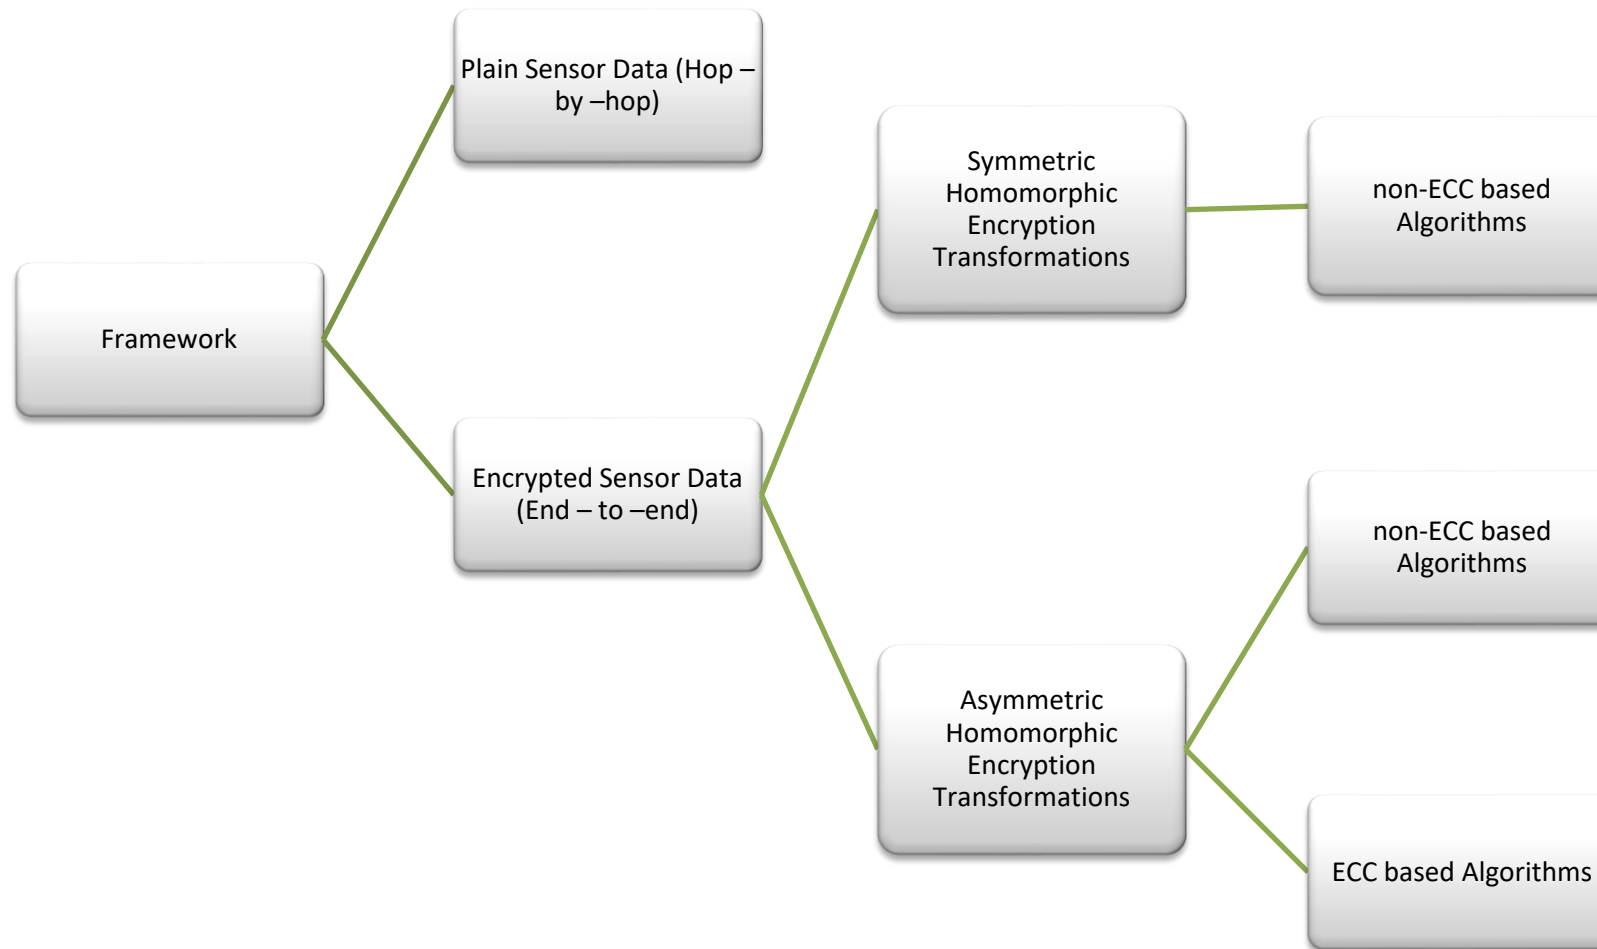 Plain Sensor Data (Hop –
by –hop)
Symmetric
Homomorphic
Encryption
Transformations
non-ECC based
Algorithms
Framework
Encrypted Sensor Data
(End – to –end)
non-ECC based
Algorithms
Asymmetric
Homomorphic
Encryption
Transformations
ECC based Algorithms